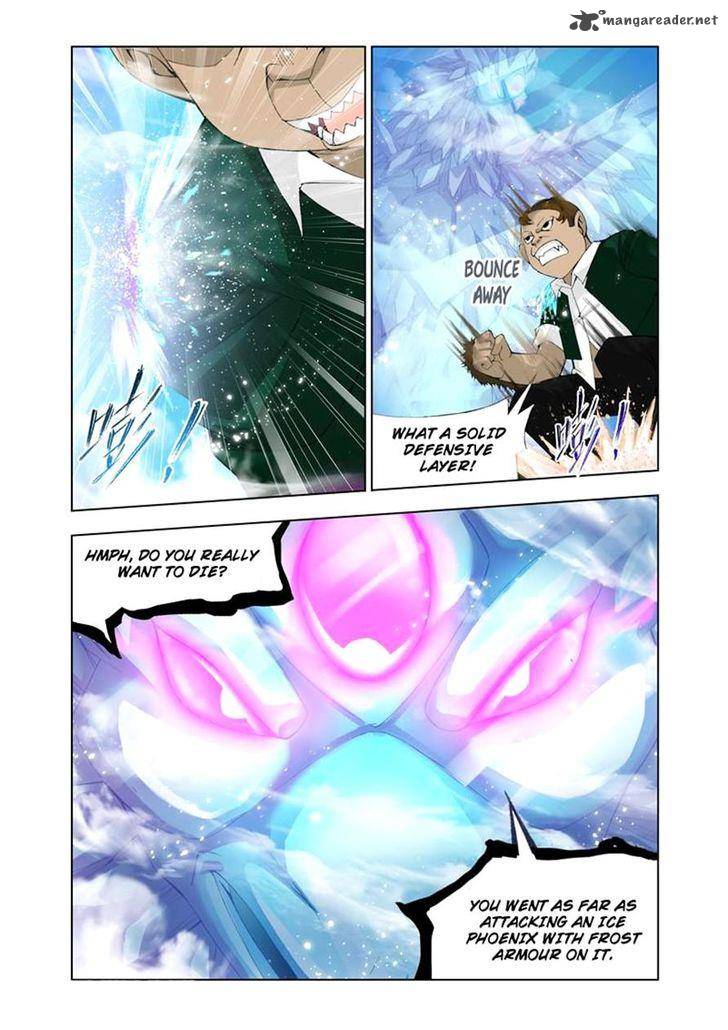 mangareader.net
嘭!
BOUNCE
AWAY
WHAT A SOLID
DEFENSIVE
LAYER!
嘭!
HMPH, DO YOU REALLY
WANT TO DIE?
YOU WENT AS FAR AS
ATTACKING AN ICE
PHOENIX WITH FROST
ARMOUR ON IT.